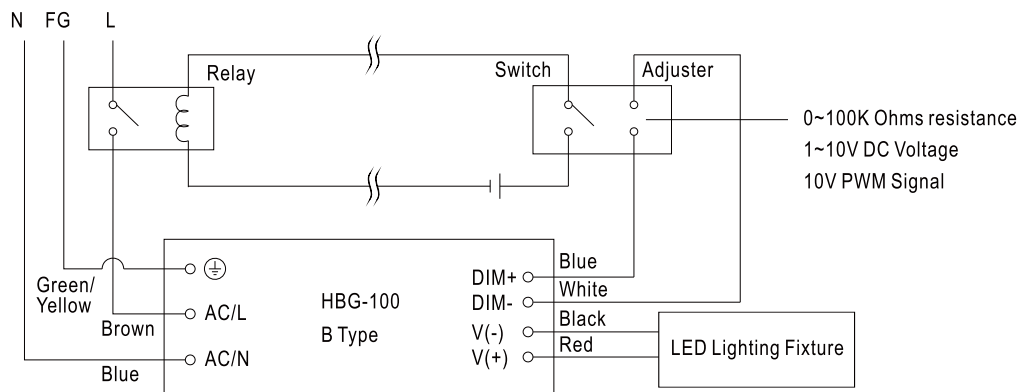 N FG L
Relay
Switch
Adjuster
0~100K Ohms resistance
1~10V DC Voltage
10V PWM Signal
Green/
Yellow
Brown
Blue
AC/L
AC/N
HBG-100
B Type
DIM+
DIM-
V(-)
V(+)
Blue
White
Black
Red
LED Lighting Fixture